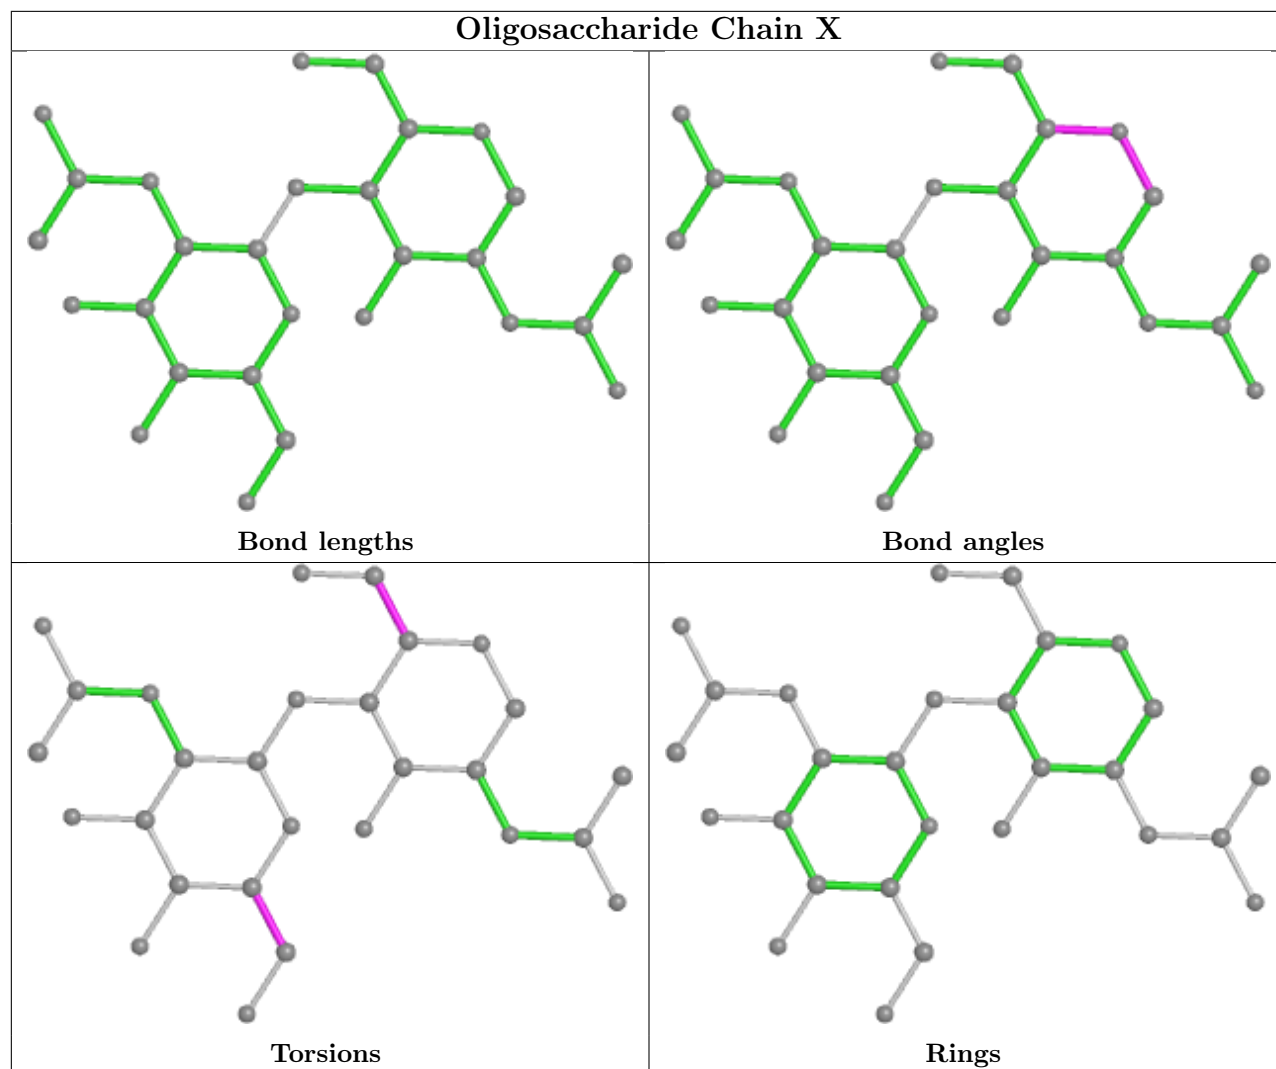 Oligosaccharide Chain X
Bond lengths
Bond angles
Torsions
Rings